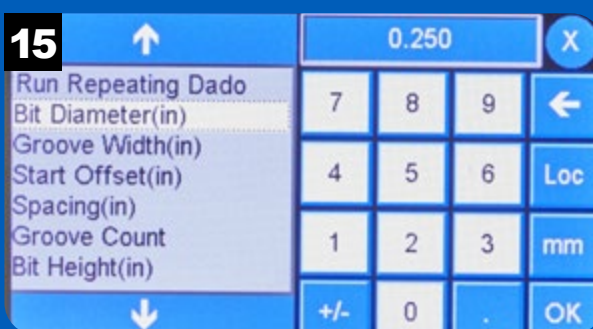 15
0.250
X
Run Repeating Dado
Bit Diameter(in)
Groove Width(in)
Start Offset(in)
Spacing(in)
Groove Count
Bit Height(in)
7 8 9
4 5 6 Loc
1 2 3 mm
+/- 0 . OK